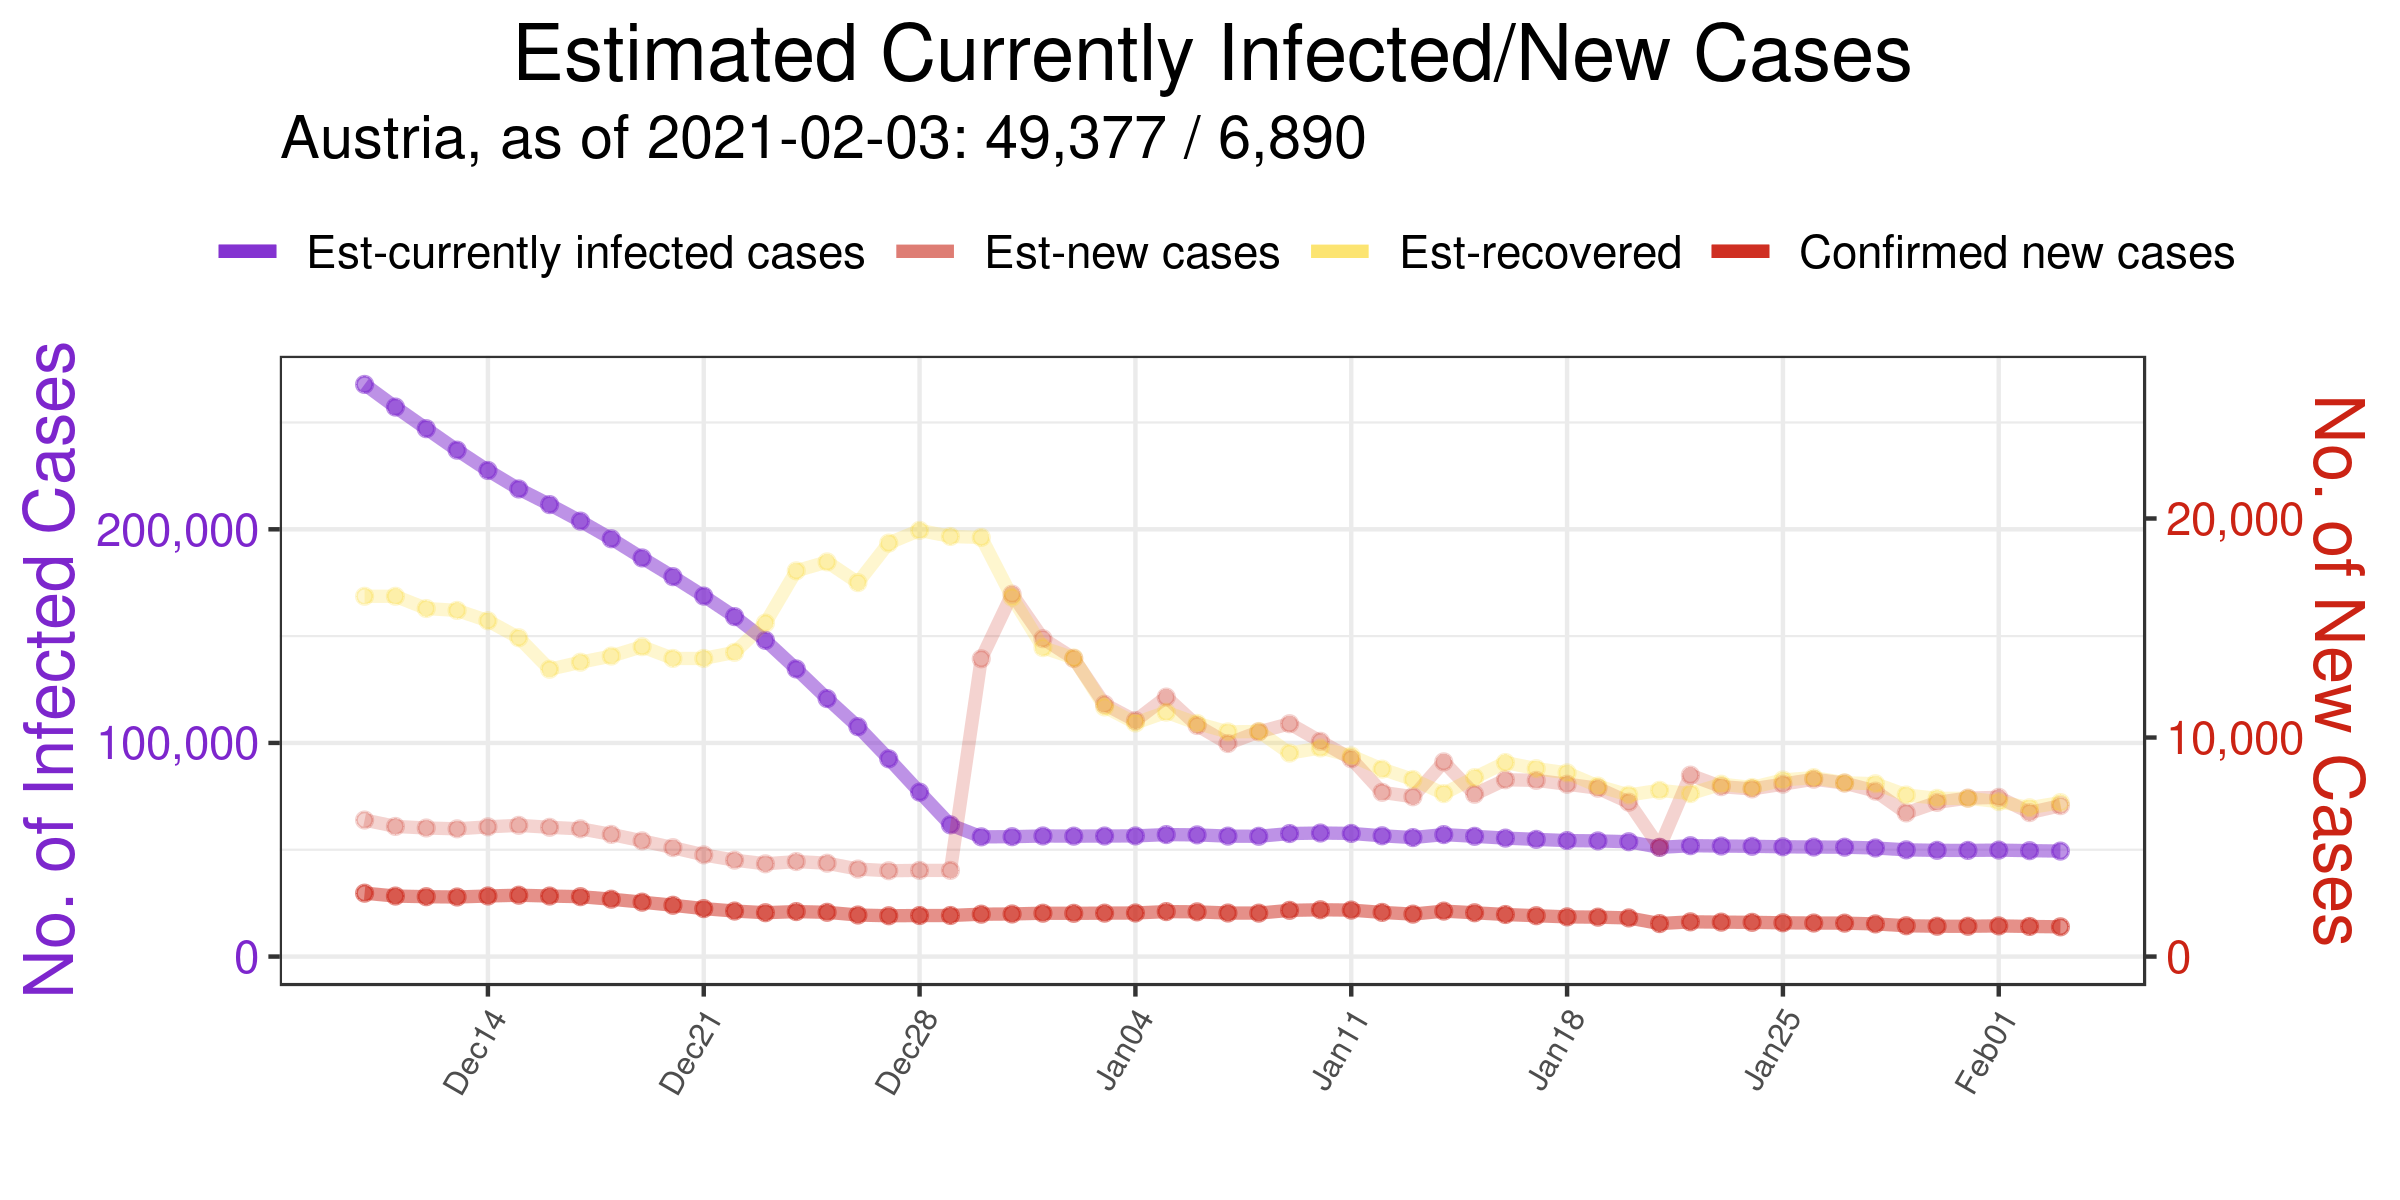 Estimated Currently Infected/New Cases
Austria, as of 2021-02-03: 49,377 / 6,890
Est-currently infected cases Est-new cases Est-recovered Confirmed new cases
No. of Infected Cases
200,000
100,000
0
20,000
10,000
0
No. of New Cases
Dec14 Dec21 Dec28 Jan04 Jan11 Jan18 Jan25 Feb01